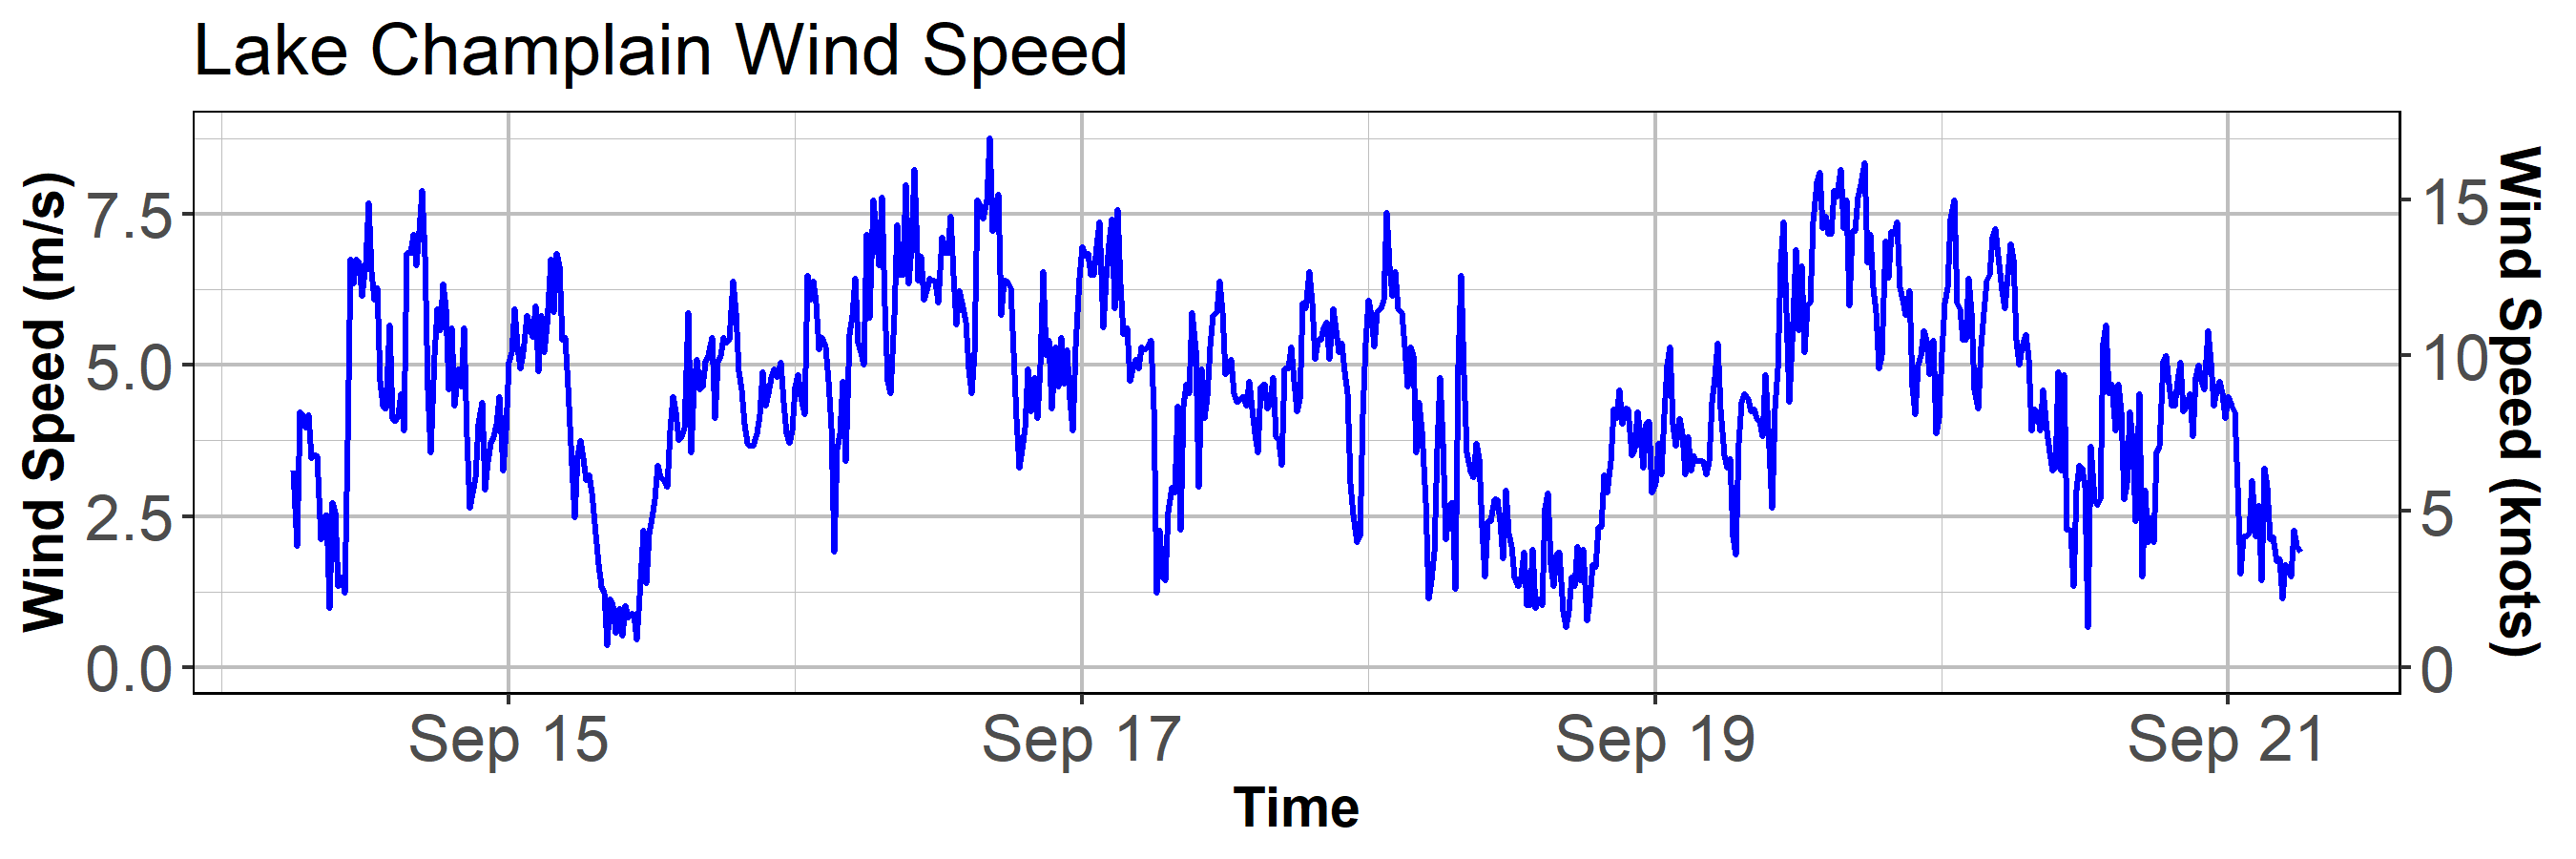 Lake Champlain Wind Speed
Wind Speed (m/s)
7.5
5.0
2.5
0.0
15
10
5
0
Wind Speed (knots)
Sep 15
Sep 17
Sep 19
Sep 21
Time